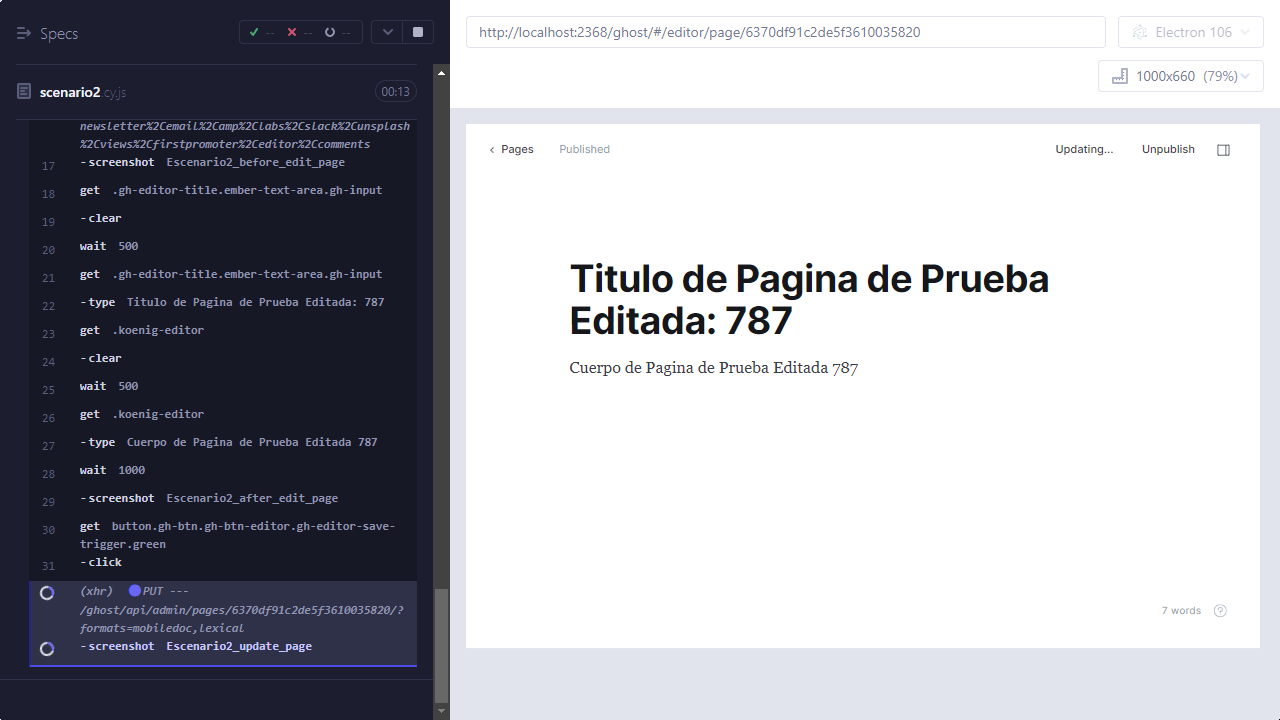 Specs
-- -- --
scenario2.cy.js 00:13
newsletter%2Cemail%2Camp%2Clabs%2Cslack%2Cunsplash
%2Cviews%2Cfirstpromoter%2Ceditor%2Ccomments
17 -screenshot Escenario2_before_edit_page
18 get .gh-editor-title.ember-text-area.gh-input
19 -clear
20 wait 500
21 get .gh-editor-title.ember-text-area.gh-input
22 -type Titulo de Pagina de Prueba Editada: 787
23 get .koenig-editor
24 -clear
25 wait 500
26 get .koenig-editor
27 -type Cuerpo de Pagina de Prueba Editada 787
28 wait 1000
29 -screenshot Escenario2_after_edit_page
30 get button.gh-btn.gh-btn-editor.gh-editor-save-
trigger.green
31 -click
(xhr) PUT ---
/ghost/api/admin/pages/6370df91c2de5f3610035820/?
formats=mobiledoc,lexical
-screenshot Escenario2_update_page
http://localhost:2368/ghost/#/editor/page/6370df91c2de5f3610035820
Electron 106
1000x660 (79%)
Pages Published Updating... Unpublish
Titulo de Pagina de Prueba
Editada: 787
Cuerpo de Pagina de Prueba Editada 787
7 words ?